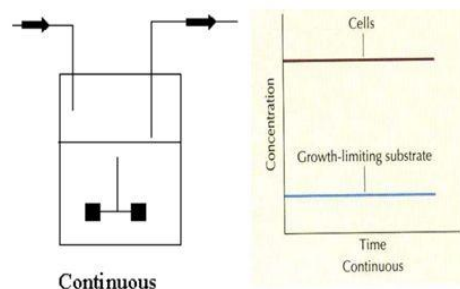 Continuous
Cells
Concentration
Growth-limiting substrate
Time
Continuous